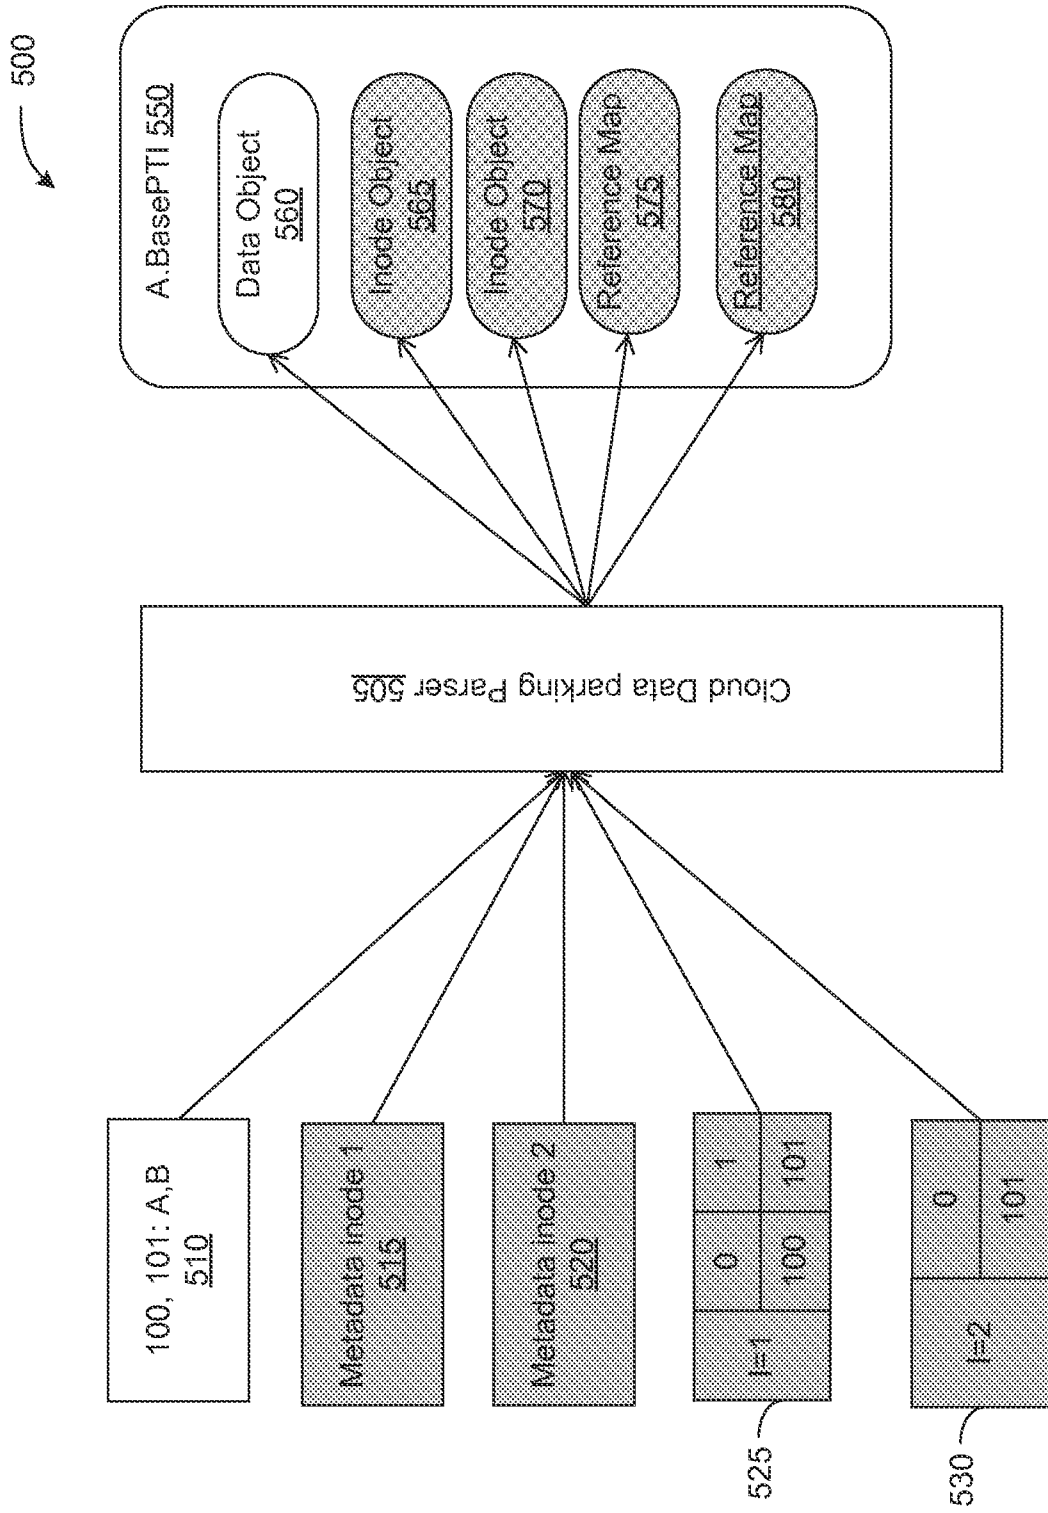 500
100, 101: A,B
510
Metadata inode 1
515
Metadata inode 2
520
I=1
0
1
100
101
525
I=2
0
101
530
Cloud Data parking Parser 505
A.BasePTI 550
Data Object
560
Inode Object
565
Inode Object
570
Reference Map
575
Reference Map
580